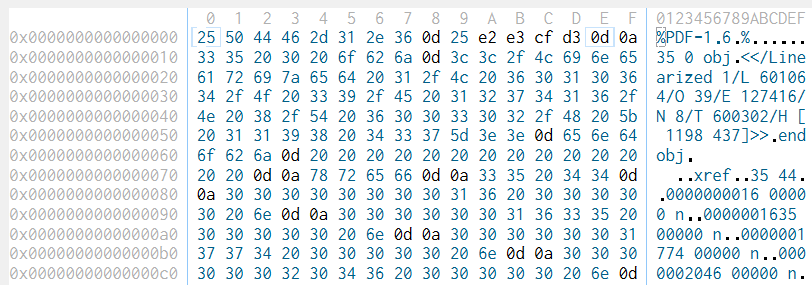 0 1 2 3 4 5 6 7 8 9 A B C D E F 0123456789ABCDEF
0x0000000000000000 25 50 44 46 2d 31 2e 36 0d 25 e2 e3 cf d3 0d 0a %PDF-1.6.%......
0x0000000000000010 33 35 20 30 20 6f 62 6a 0d 3c 3c 2f 4c 69 6e 65 35 0 obj.<</Line
0x0000000000000020 61 72 69 7a 65 64 20 31 2f 4c 20 36 30 31 30 36 arized 1/L 60106
0x0000000000000030 34 2f 4f 20 33 39 2f 45 20 31 32 37 34 31 36 2f 4/O 39/E 127416/
0x0000000000000040 4e 20 38 2f 54 20 36 30 30 33 30 32 2f 48 20 5b N 8/T 600302/H [
0x0000000000000050 20 31 31 39 38 20 34 33 37 5d 3e 3e 0d 65 6e 64 1198 437]>>.end
0x0000000000000060 6f 62 6a 0d 20 20 20 20 20 20 20 20 20 20 20 20 obj.
0x0000000000000070 20 20 0d 0a 78 72 65 66 0d 0a 33 35 20 34 34 0d ..xref..35 44.
0x0000000000000080 0a 30 30 30 30 30 30 30 30 31 36 20 30 30 30 30 .0000000016 0000
0x0000000000000090 30 20 6e 0d 0a 30 30 30 30 30 30 31 36 33 35 20 0 n..0000001635
0x00000000000000a0 30 30 30 30 30 20 6e 0d 0a 30 30 30 30 30 30 31 00000 n..0000001
0x00000000000000b0 37 37 34 20 30 30 30 30 30 20 6e 0d 0a 30 30 30 774 00000 n..000
0x00000000000000c0 30 30 30 32 30 34 36 20 30 30 30 30 30 20 6e 0d 0002046 00000 n.